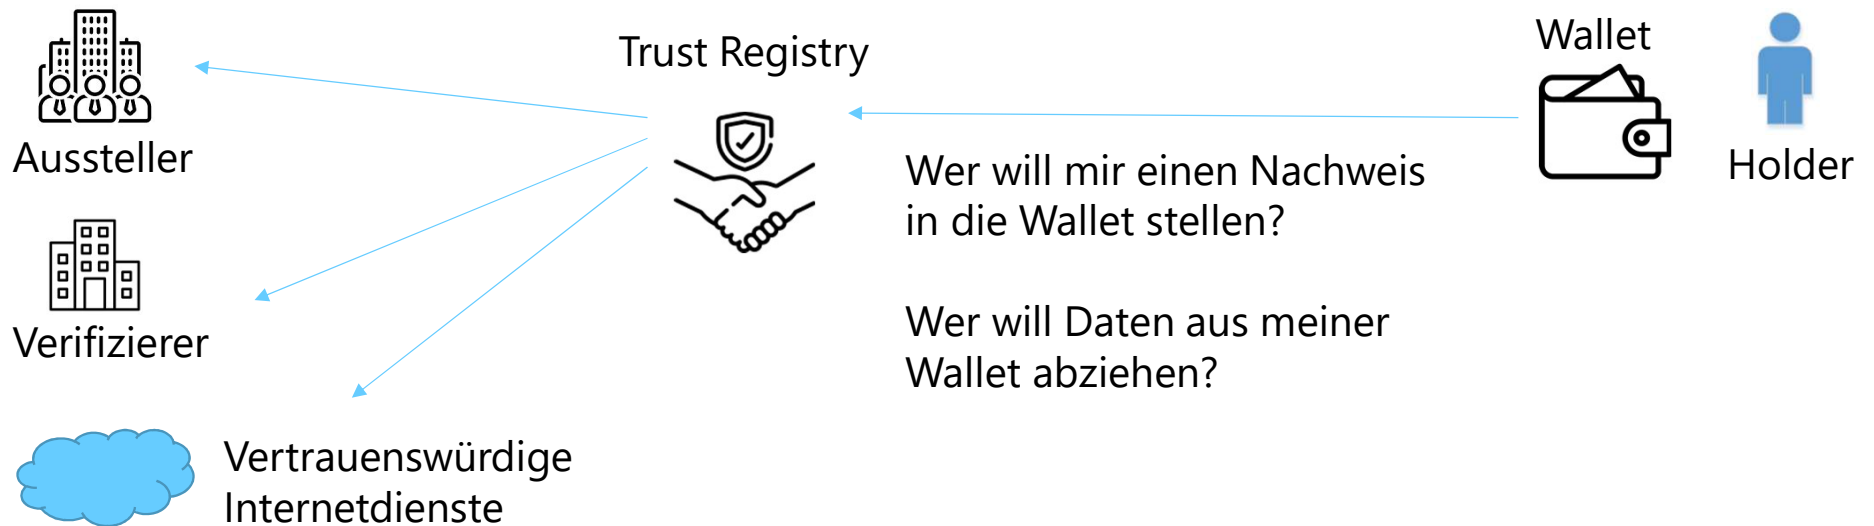 Aussteller
Verifizierer
Vertrauenswürdige
Internetdienste
Trust Registry
Wer will mir einen Nachweis
in die Wallet stellen?
Wer will Daten aus meiner
Wallet abziehen?
Wallet
Holder